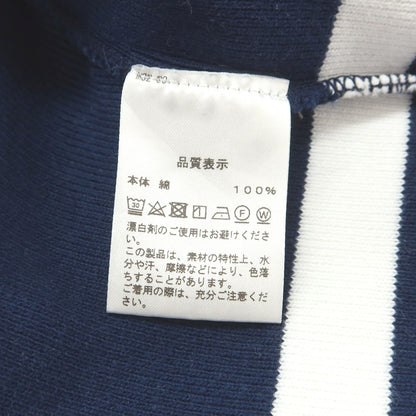 品質表示
本体 綿 100%
30 F W
漂白剤のご使用はお避けくださ
い。
この製品は、素材の特性上、水
分や汗、摩擦などにより、色落
ちすることがあります。
ご着用の際は、充分ご注意くだ
さい。